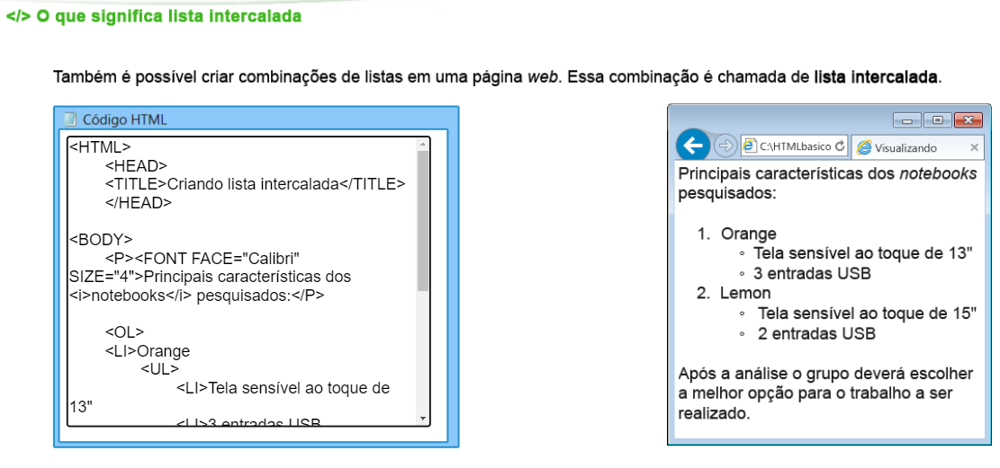 </> O que significa lista intercalada
Também é possível criar combinações de listas em uma página web. Essa combinação é chamada de lista intercalada.
Código HTML
<HTML>
<HEAD>
<TITLE>Criando lista intercalada</TITLE>
</HEAD>
<BODY>
<P><FONT FACE="Calibri"
SIZE="4">Principais características dos
<i>notebooks</i> pesquisados:</P>
<OL>
<LI>Orange
<UL>
<LI>Tela sensível ao toque de
13"
<LI>3 entradas USB
C:\HTMLbasico
Visualizando
Principais características dos notebooks
pesquisados:
1. Orange
◦ Tela sensível ao toque de 13"
◦ 3 entradas USB
2. Lemon
◦ Tela sensível ao toque de 15"
◦ 2 entradas USB
Após a análise o grupo deverá escolher
a melhor opção para o trabalho a ser
realizado.